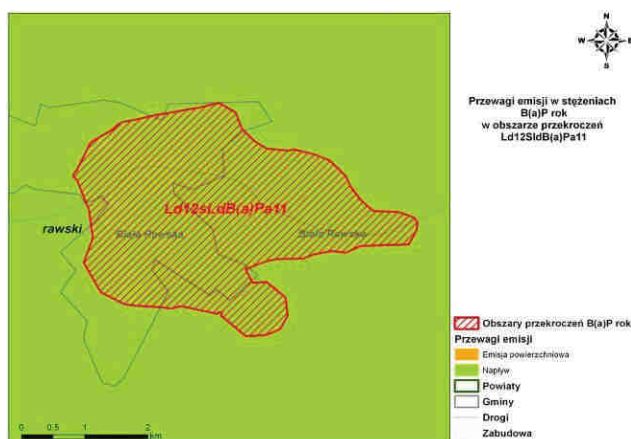 N
W E
S
Przewagi emisji w stężeniach
B(a)P rok
w obszarze przekroczeń
Ld12SldB(a)Pa11
Ld12sLdB(a)Pa11
rawski
Biała Rawska
Biała Rawska
Obszary przekroczeń B(a)P rok
Przewagi emisji
Emisja powierzchniowa
Napływ
Powiaty
Gminy
Drogi
Zabudowa
0 0.5 1 2
km